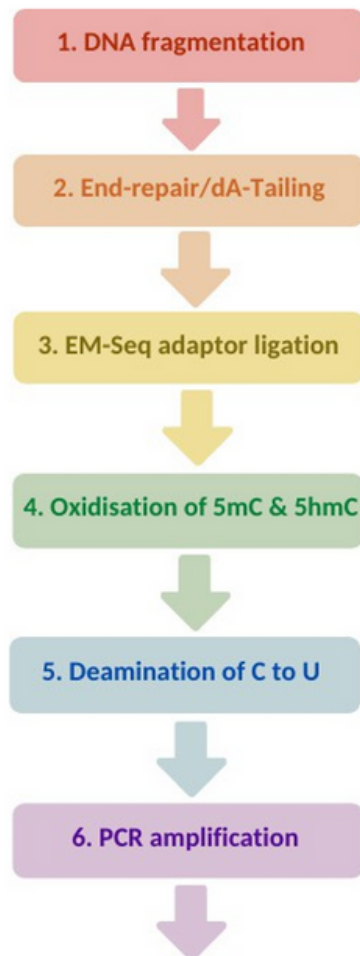 1. DNA fragmentation
2. End-repair/dA-Tailing
3. EM-Seq adaptor ligation
4. Oxidisation of 5mC & 5hmC
5. Deamination of C to U
6. PCR amplification